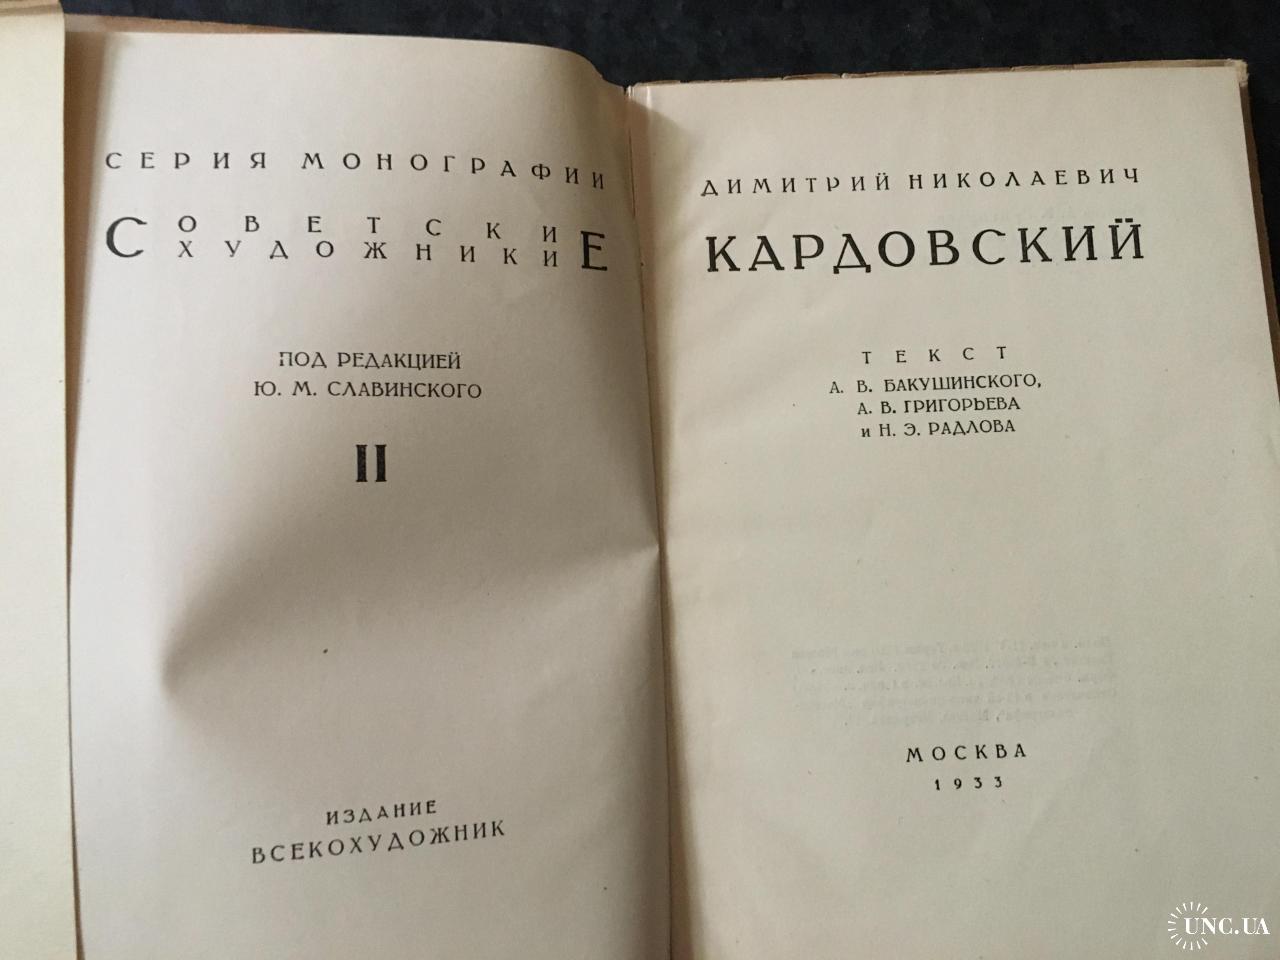 СЕРИЯ МОНОГРАФИИ
СОВЕТСКИЕ
ХУДОЖНИКИ
ПОД РЕДАКЦИЕЙ
Ю. М. СЛАВИНСКОГО
II
ИЗДАНИЕ
ВСЕКОХУДОЖНИК
ДИМИТРИЙ НИКОЛАЕВИЧ
КАРДОВСКИЙ
ТЕКСТ
А. В. БАКУШИНСКОГО,
А. В. ГРИГОРЬЕВА
и Н. Э. РАДЛОВА
МОСКВА
1933
UNC.UA